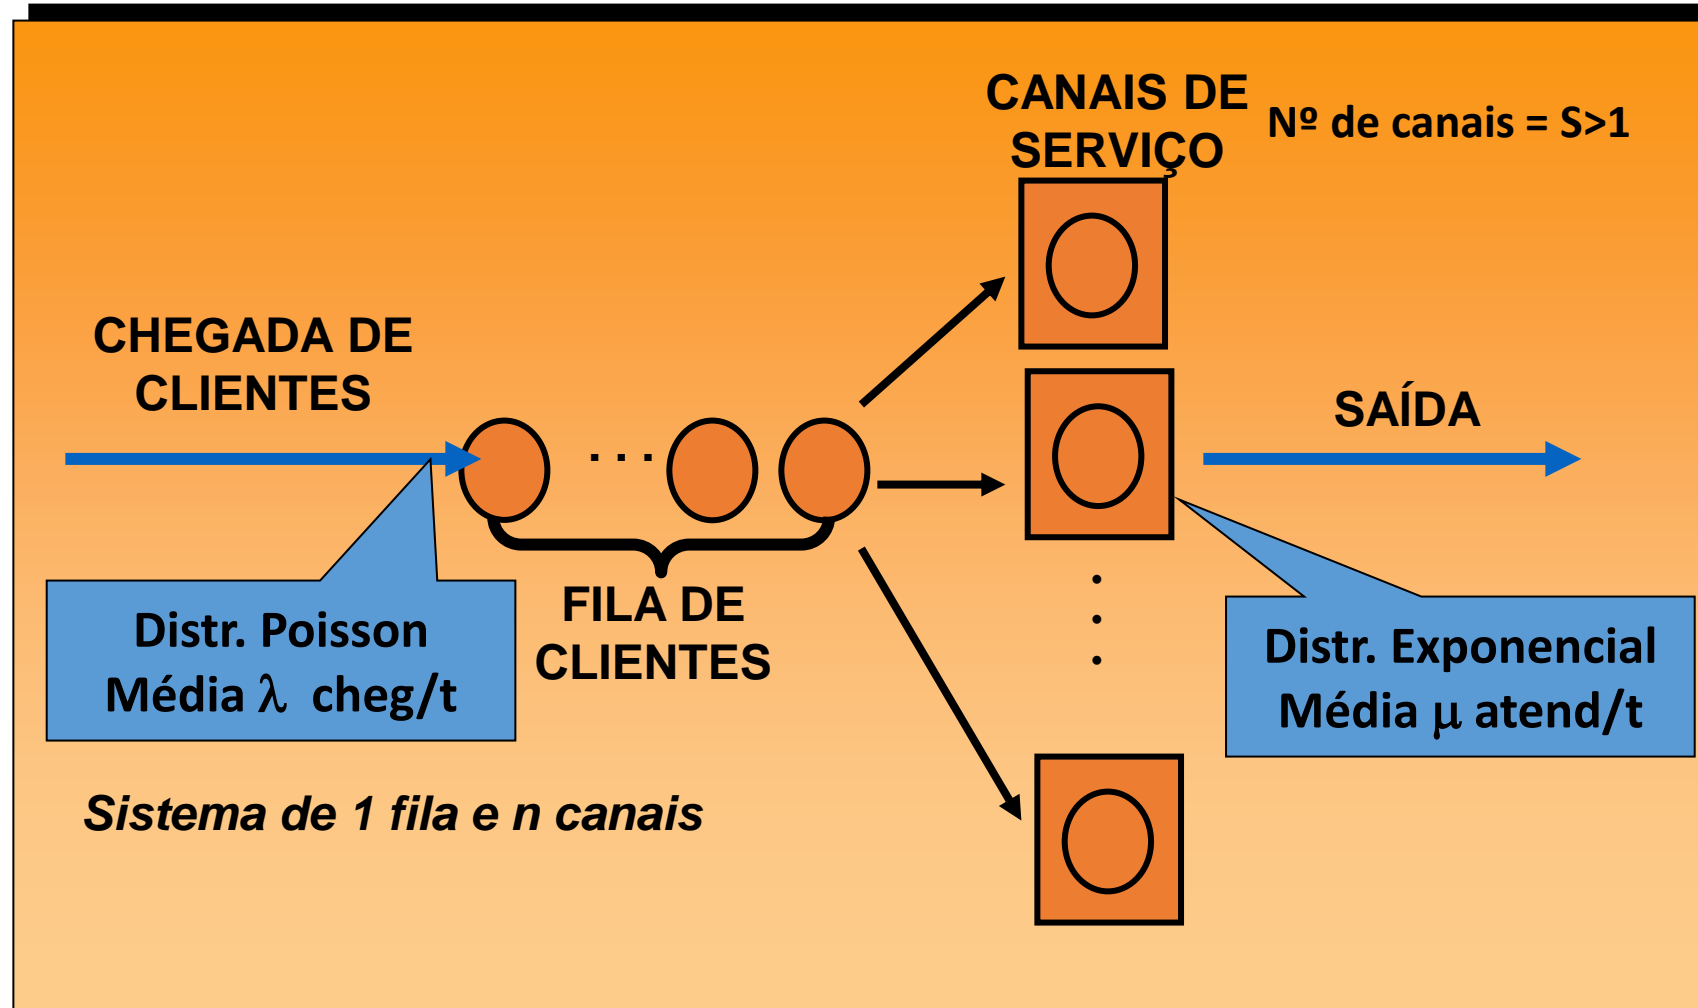 CANAIS DE
SERVIÇO
Nº de canais = S>1
CHEGADA DE
CLIENTES
SAÍDA
. . .
FILA DE
CLIENTES
Distr. Poisson
Média λ cheg/t
Distr. Exponencial
Média μ atend/t
Sistema de 1 fila e n canais